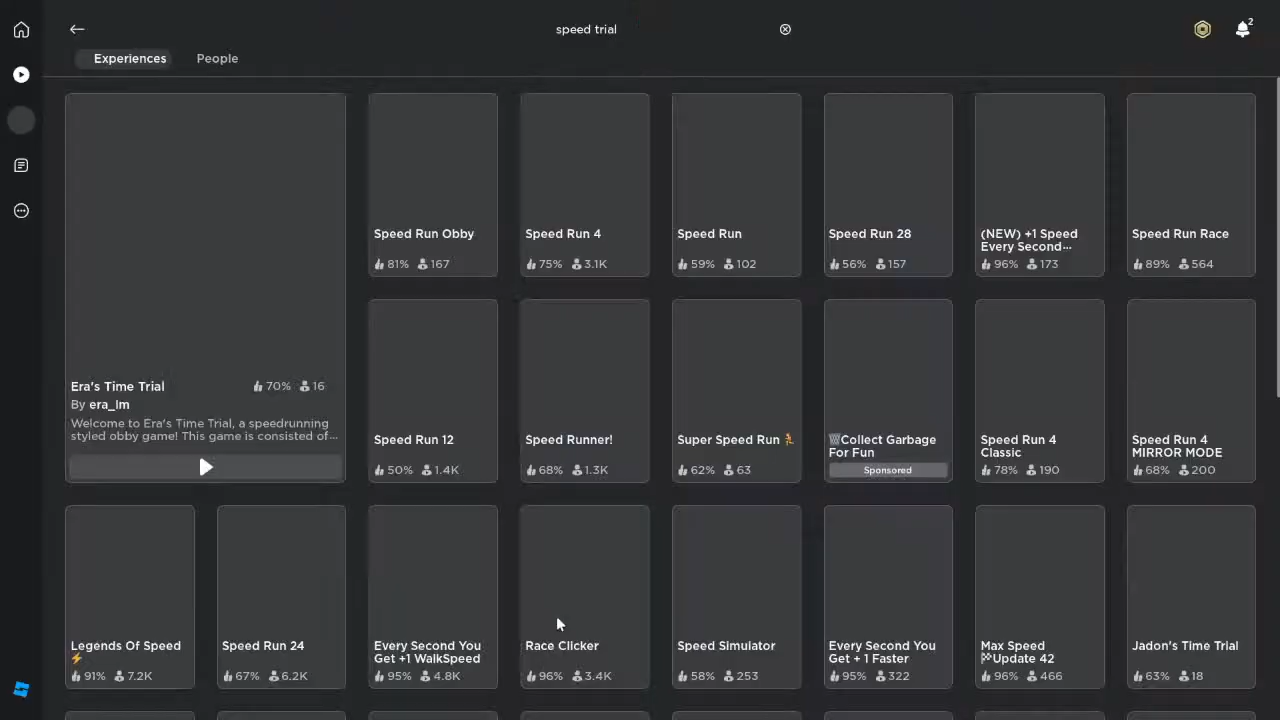 speed trial
2
Experiences
People
Era's Time Trial
70% 16
By era_lm
Welcome to Era's Time Trial, a speedrunning
styled obby game! This game is consisted of...
Speed Run Obby
81% 167
Speed Run 4
75% 3.1K
Speed Run
59% 102
Speed Run 28
56% 157
(NEW) +1 Speed
Every Second...
96% 173
Speed Run Race
89% 564
Speed Run 12
50% 1.4K
Speed Runner!
68% 1.3K
Super Speed Run 🏃
62% 63
🗑️Collect Garbage
For Fun
Sponsored
Speed Run 4
Classic
78% 190
Speed Run 4
MIRROR MODE
68% 200
Legends Of Speed
⚡
91% 7.2K
Speed Run 24
67% 6.2K
Every Second You
Get +1 WalkSpeed
95% 4.8K
Race Clicker
96% 3.4K
Speed Simulator
58% 253
Every Second You
Get + 1 Faster
95% 322
Max Speed
🏁Update 42
96% 466
Jadon's Time Trial
63% 18